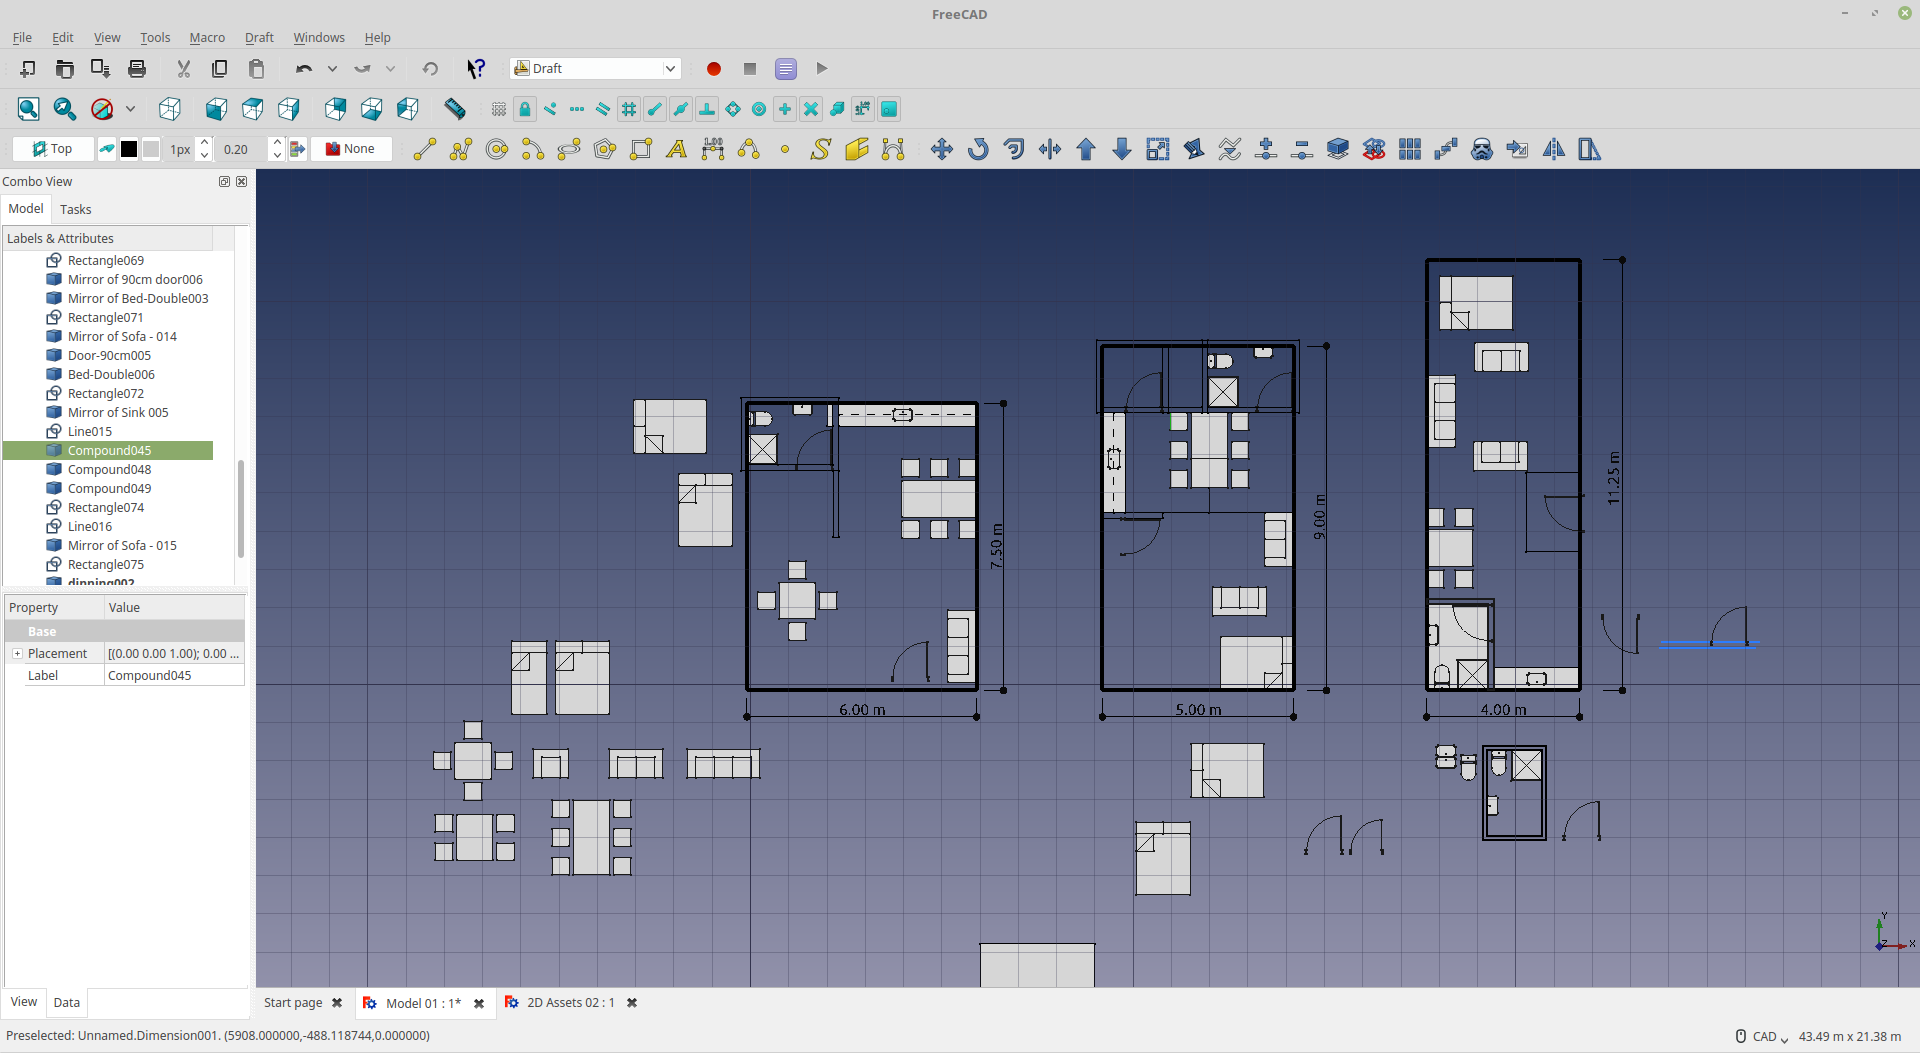 FreeCAD
File Edit View Tools Macro Draft Windows Help
Draft
Top 1px 0.20 None
Combo View
Model Tasks
Labels & Attributes
Rectangle069
Mirror of 90cm door006
Mirror of Bed-Double003
Rectangle071
Mirror of Sofa - 014
Door-90cm005
Bed-Double006
Rectangle072
Mirror of Sink 005
Line015
Compound045
Compound048
Compound049
Rectangle074
Line016
Mirror of Sofa - 015
Rectangle075
dinning002
Property Value
Base
Placement [(0.00 0.00 1.00); 0.00 ...
Label Compound045
View Data
7.50 m
6.00 m
9.00 m
5.00 m
11.25 m
4.00 m
Y
Z
X
Start page Model 01 : 1* 2D Assets 02 : 1
Preselected: Unnamed.Dimension001. (5908.000000,-488.118744,0.000000)
CAD 43.49 m x 21.38 m